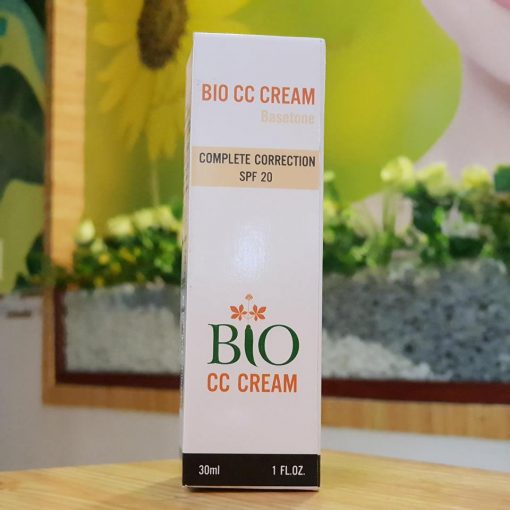 BIO CC CREAM
Basetone
COMPLETE CORRECTION
SPF 20
BIO
CC CREAM
30ml 1 FL.OZ.